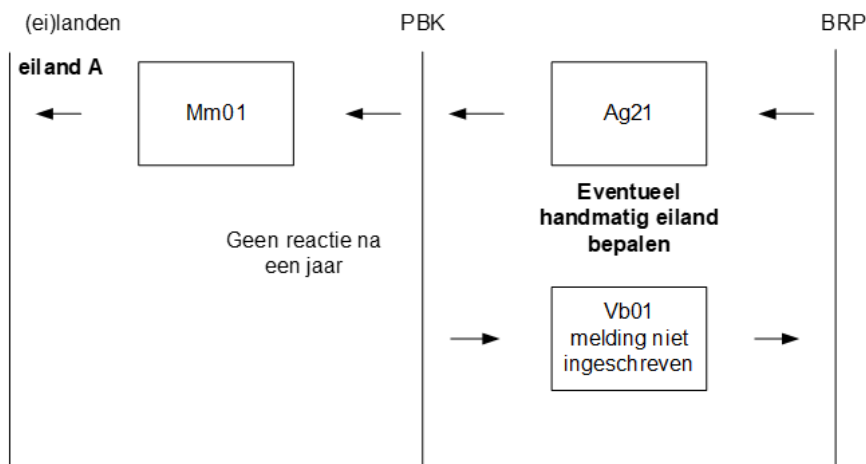 (ei)landen
PBK
BRP
eiland A
Mm01
Ag21
Eventueel
handmatig eiland
bepalen
Geen reactie na
een jaar
Vb01
melding niet
ingeschreven